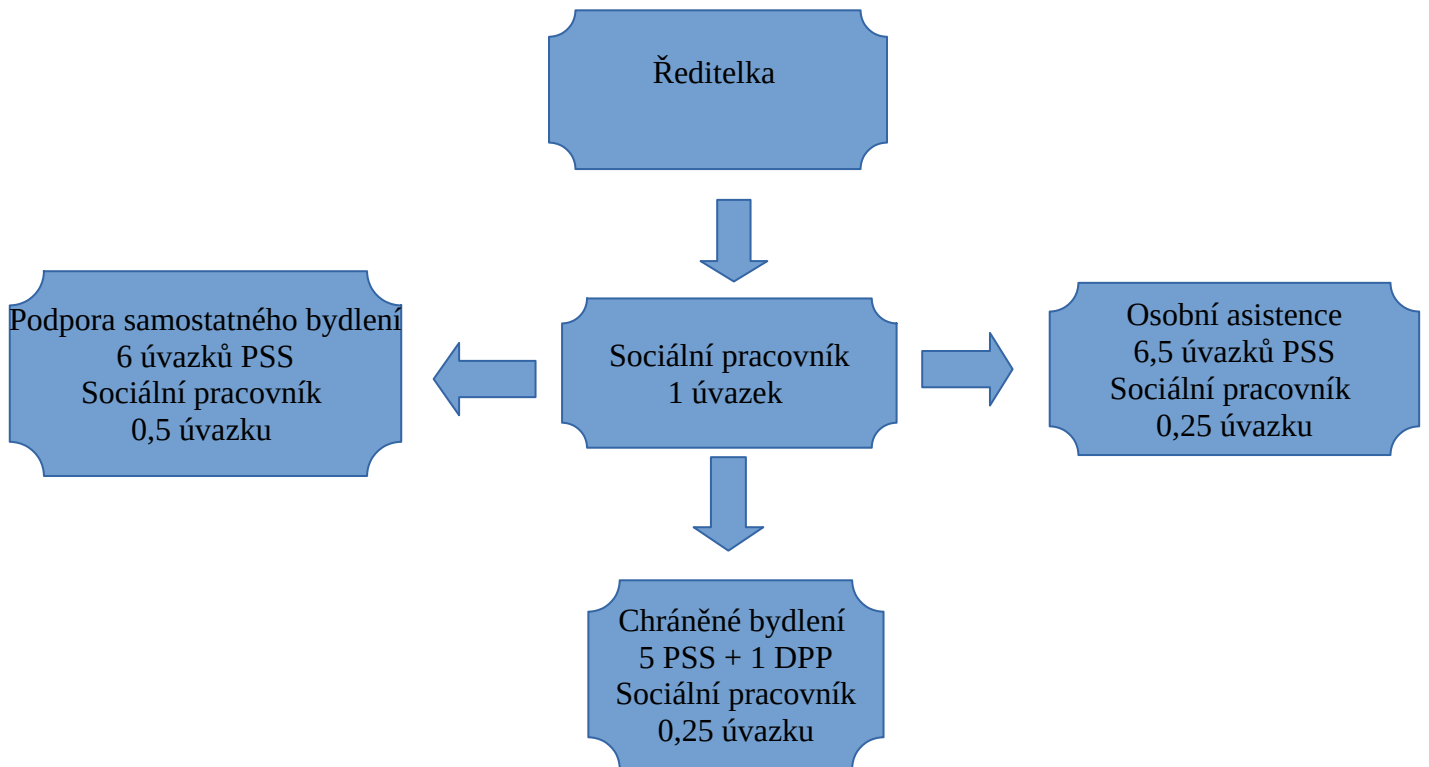 Ředitelka
Podpora samostatného bydlení
6 úvazků PSS
Sociální pracovník
0,5 úvazku
Sociální pracovník
1 úvazek
Osobní asistence
6,5 úvazků PSS
Sociální pracovník
0,25 úvazku
Chráněné bydlení
5 PSS + 1 DPP
Sociální pracovník
0,25 úvazku